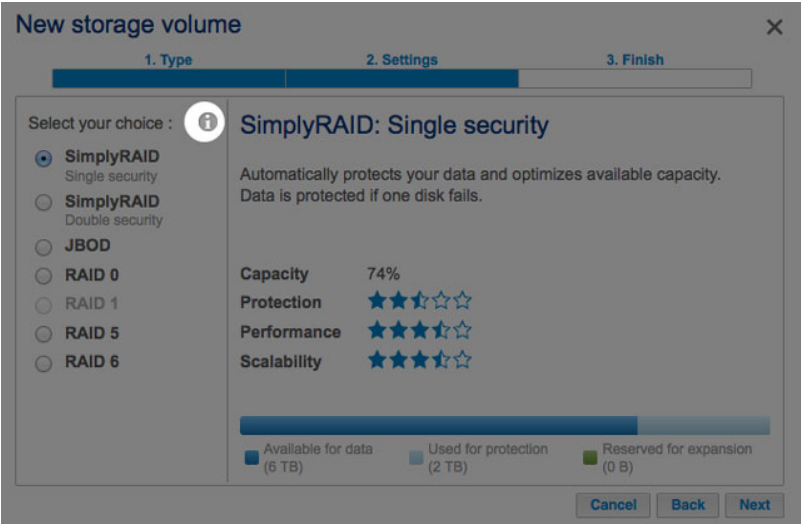 New storage volume
1. Type
2. Settings
3. Finish
Select your choice :
SimplyRAID
Single security
SimplyRAID
Double security
JBOD
RAID 0
RAID 1
RAID 5
RAID 6
SimplyRAID: Single security
Automatically protects your data and optimizes available capacity.
Data is protected if one disk fails.
Capacity 74%
Protection
Performance
Scalability
Available for data
(6 TB)
Used for protection
(2 TB)
Reserved for expansion
(0 B)
Cancel
Back
Next